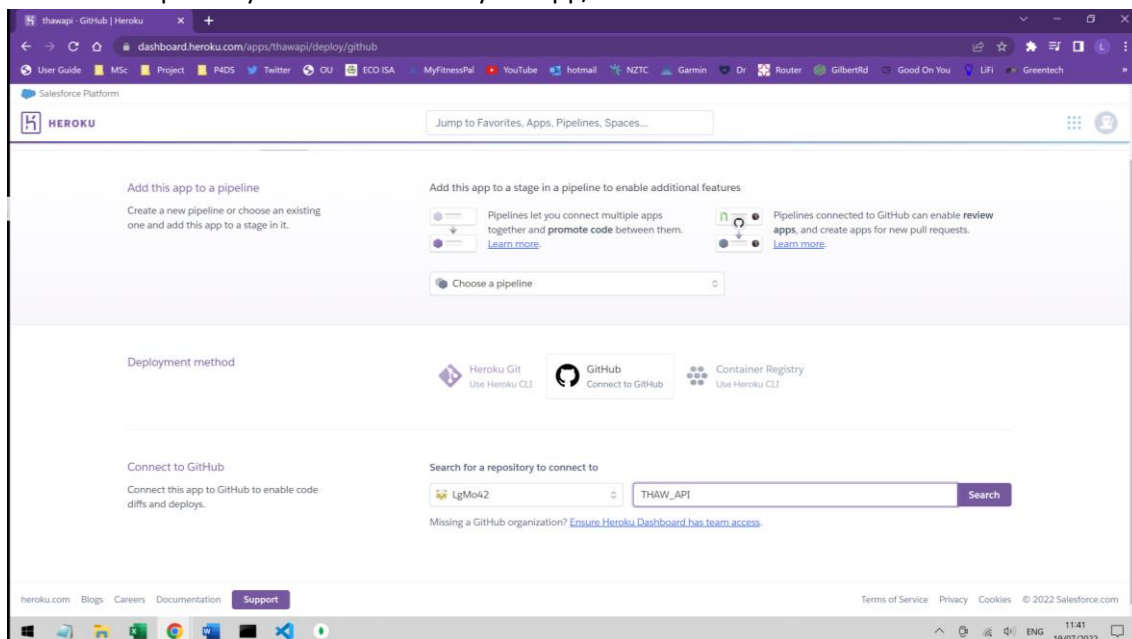 thawapi · GitHub | Heroku
dashboard.heroku.com/apps/thawapi/deploy/github
User Guide MSc Project P4DS Twitter OU ECO ISA MyFitnessPal YouTube hotmail NZTC Garmin Dr Router GilbertRd Good On You LiFi Greentech »
Salesforce Platform
HEROKU
Jump to Favorites, Apps, Pipelines, Spaces...
Add this app to a pipeline
Create a new pipeline or choose an existing
one and add this app to a stage in it.
Add this app to a stage in a pipeline to enable additional features
Pipelines let you connect multiple apps
together and promote code between them.
Learn more.
Pipelines connected to GitHub can enable review
apps, and create apps for new pull requests.
Learn more.
Choose a pipeline
Deployment method
Heroku Git
Use Heroku CLI
GitHub
Connect to GitHub
Container Registry
Use Heroku CLI
Connect to GitHub
Connect this app to GitHub to enable code
diffs and deploys.
Search for a repository to connect to
LgMo42
THAW_API
Search
Missing a GitHub organization? Ensure Heroku Dashboard has team access.
heroku.com Blogs Careers Documentation Support
Terms of Service Privacy Cookies © 2022 Salesforce.com
ENG
11:41
19/07/2022